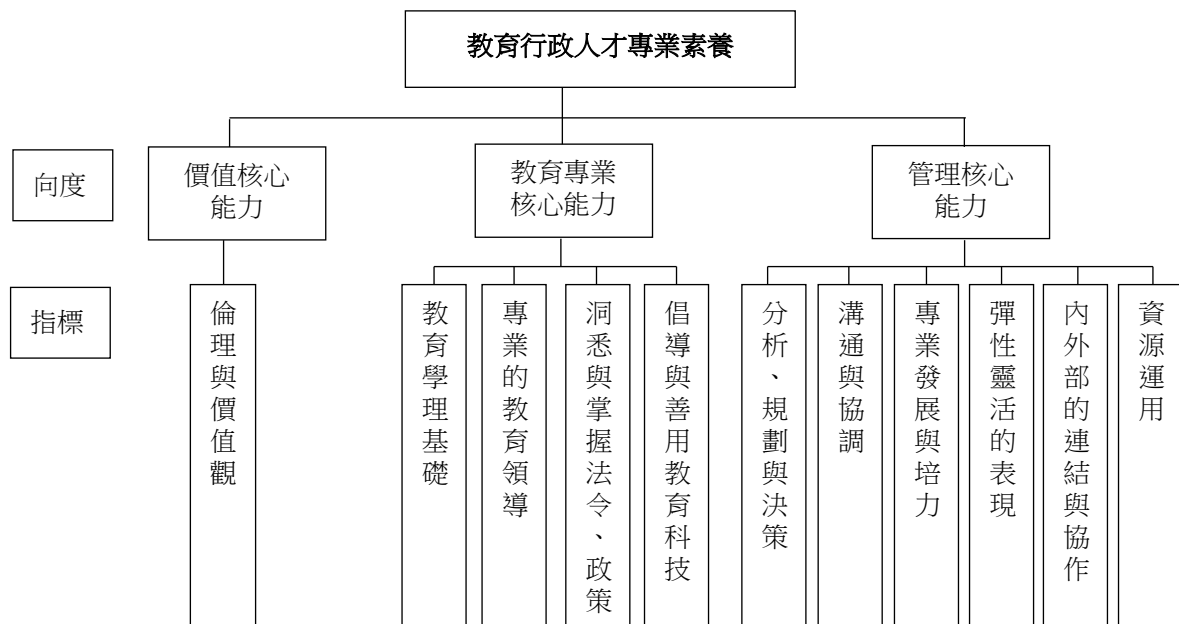 教育行政人才專業素養
向度
價值核心
能力
教育專業
核心能力
管理核心
能力
指標
倫理與價值觀
教育學理基礎
專業的教育領導
洞悉與掌握法令、政策
倡導與善用教育科技
分析、規劃與決策
溝通與協調
專業發展與培力
彈性靈活的表現
內外部的連結與協作
資源運用